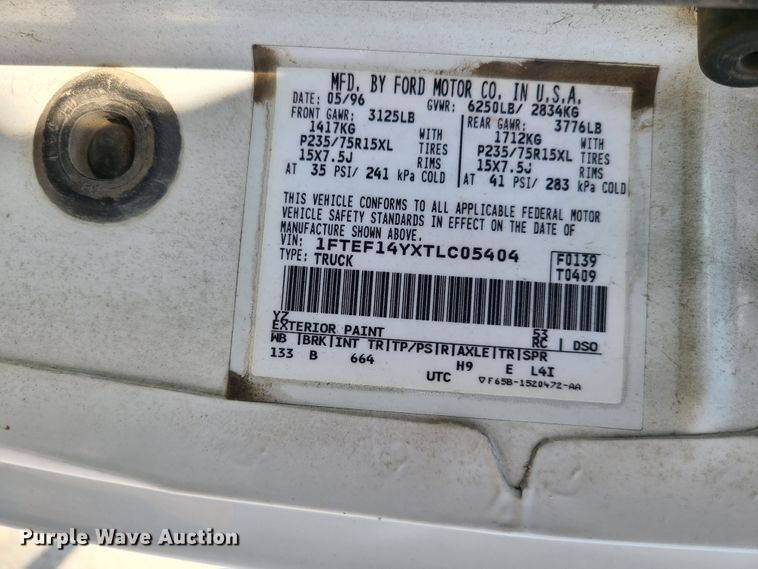 MFD. BY FORD MOTOR CO. IN U.S.A.
DATE: 05/96 GVWR: 6250LB/ 2834KG
FRONT GAWR: 3125LB REAR GAWR: 3776LB
1417KG WITH 1712KG WITH
P235/75R15XL TIRES P235/75R15XL TIRES
15X7.5J RIMS 15X7.5J RIMS
AT 35 PSI/ 241 kPa COLD AT 41 PSI/ 283 kPa COLD
THIS VEHICLE CONFORMS TO ALL APPLICABLE FEDERAL MOTOR
VEHICLE SAFETY STANDARDS IN EFFECT ON THE DATE OF
MANUFACTURE SHOWN ABOVE.
VIN: 1FTEF14YXTLC05404 F0139
TYPE: TRUCK T0409
YZ 53
EXTERIOR PAINT RC DSO
WB BRK INT TR TP/PS R AXLE TR SPR
133 B 664 H9 E L4I
UTC F65B-1520472-AA
Purple Wave Auction